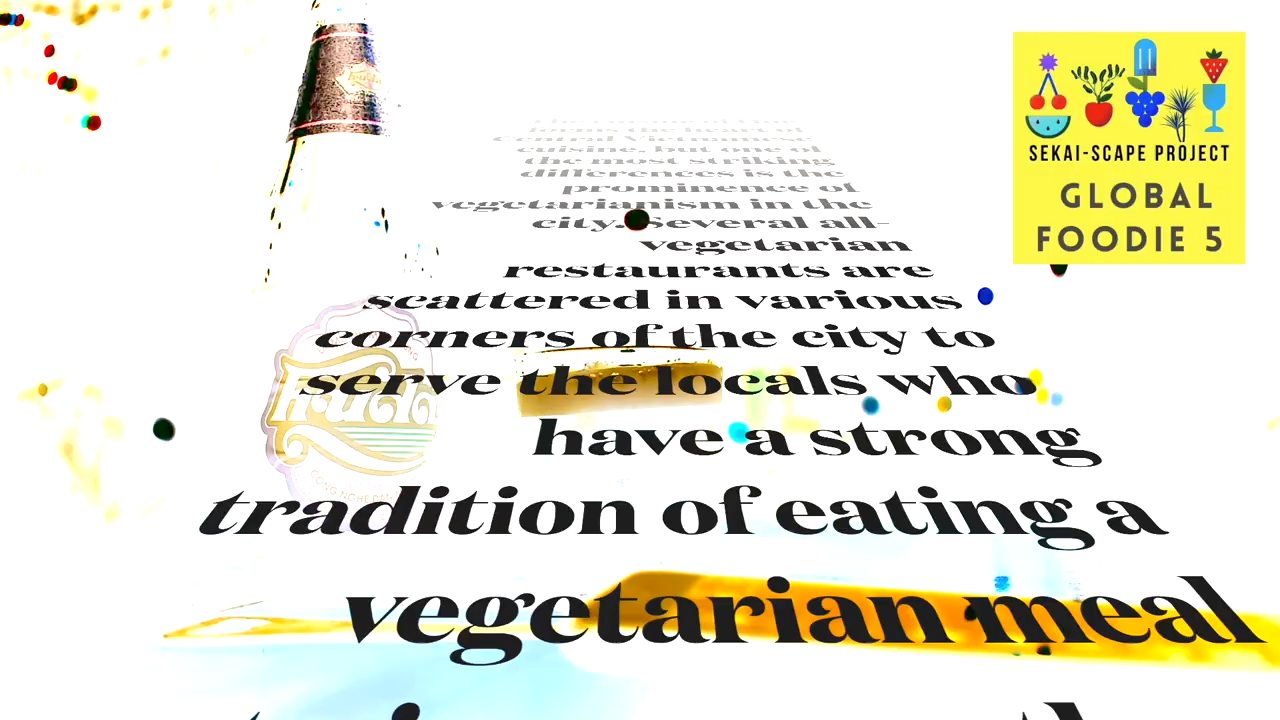 forms the heart of
Central Vietnamese
cuisine, but one of
the most striking
differences is the
prominence of
vegetarianism in the
city. Several all-
vegetarian
restaurants are
scattered in various
corners of the city to
serve the locals who
have a strong
tradition of eating a
vegetarian meal
SEKAI-SCAPE PROJECT
GLOBAL
FOODIE 5
Huda